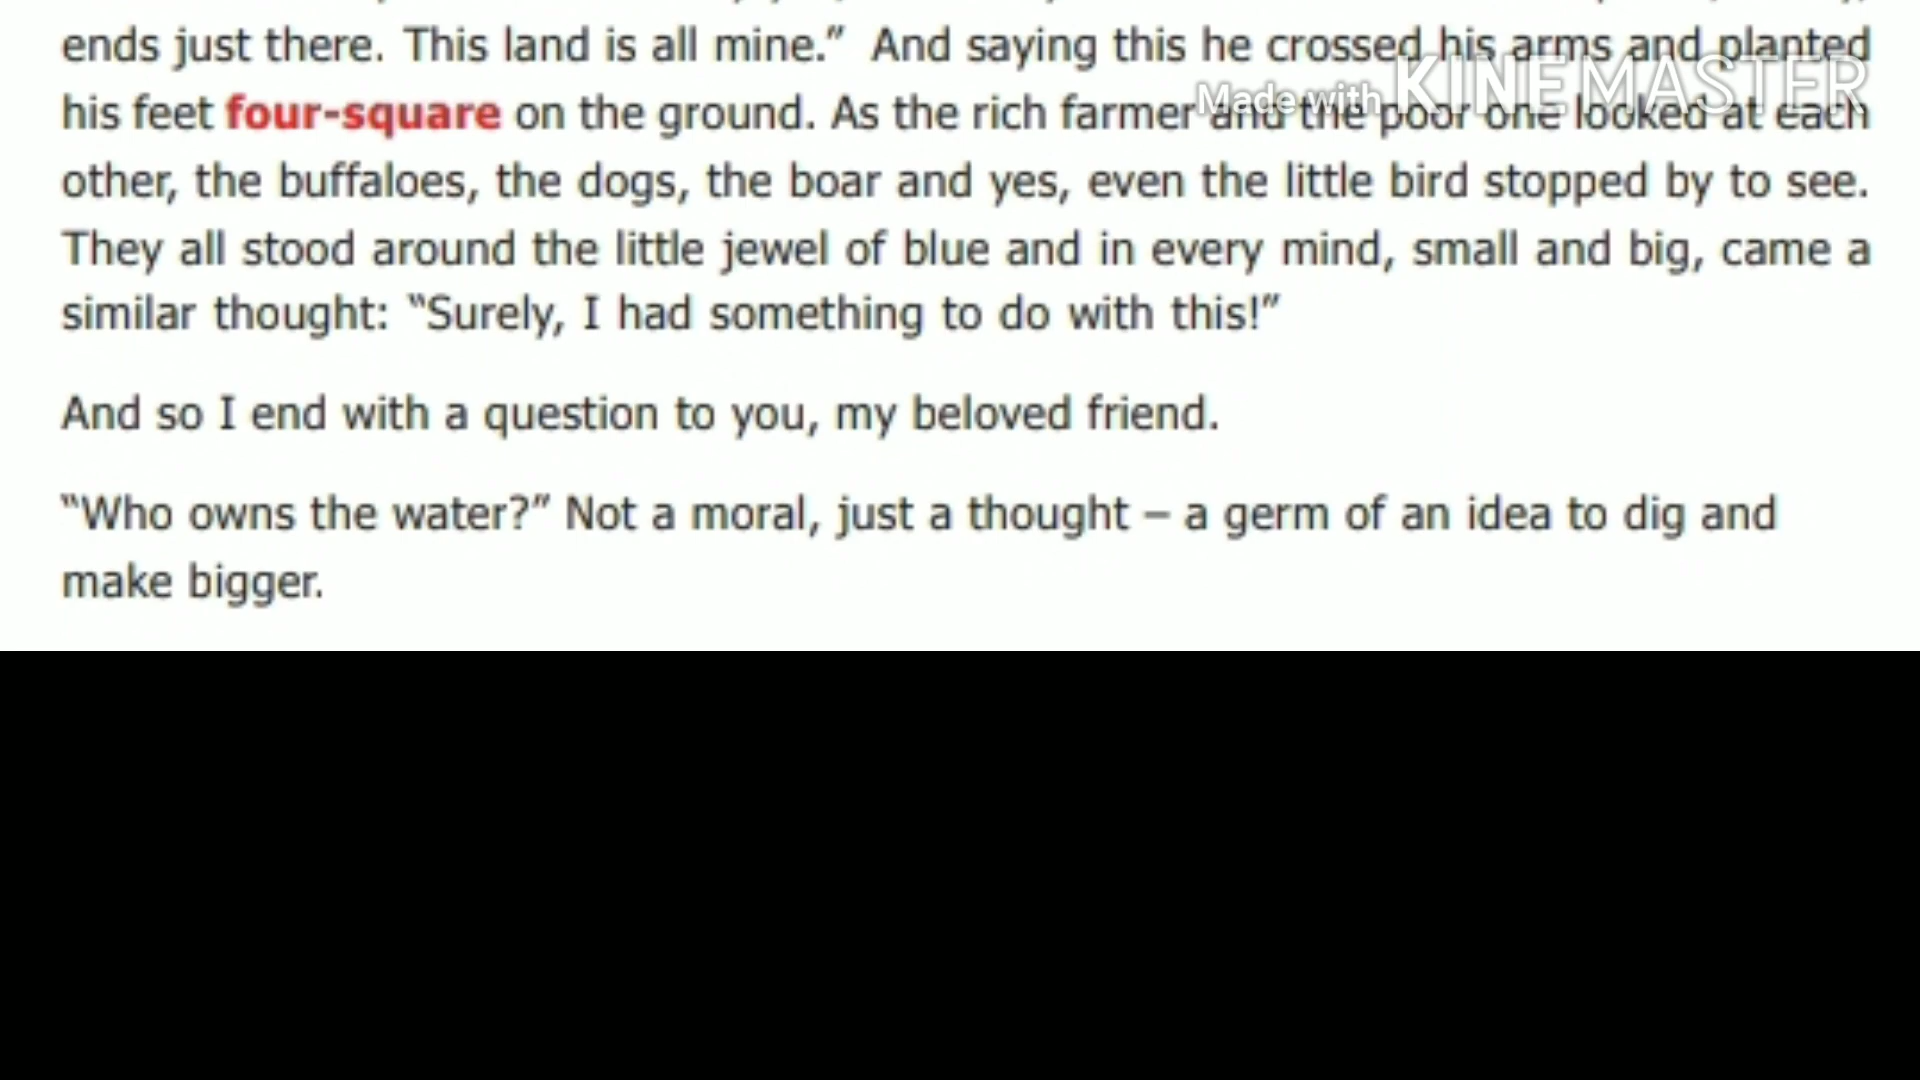 ends just there. This land is all mine.” And saying this he crossed his arms and planted
Made with KINEMASTER
his feet four-square on the ground. As the rich farmer and the poor one looked at each
other, the buffaloes, the dogs, the boar and yes, even the little bird stopped by to see.
They all stood around the little jewel of blue and in every mind, small and big, came a
similar thought: “Surely, I had something to do with this!”
And so I end with a question to you, my beloved friend.
“Who owns the water?” Not a moral, just a thought – a germ of an idea to dig and
make bigger.